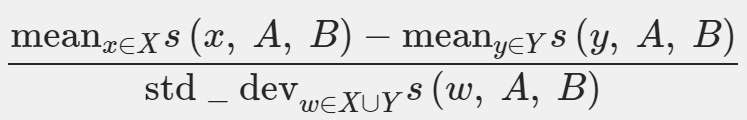 mean_{x∈X} s (x, A, B) − mean_{y∈Y} s (y, A, B)
std _ dev_{w∈X∪Y} s (w, A, B)